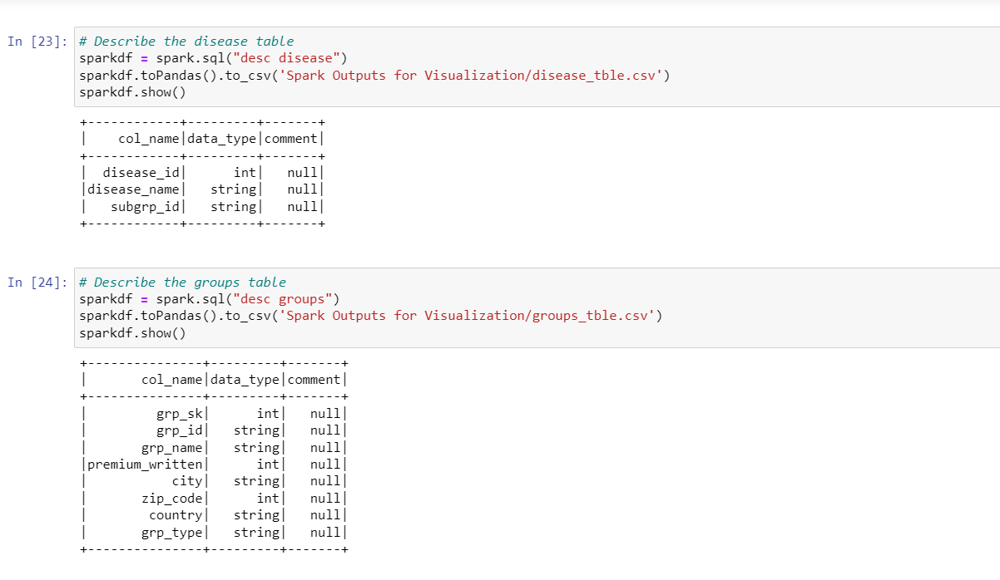 In [23]: # Describe the disease table
sparkdf = spark.sql("desc disease")
sparkdf.toPandas().to_csv('Spark Outputs for Visualization/disease_tble.csv')
sparkdf.show()
+------------+---------+-------+
|    col_name|data_type|comment|
+------------+---------+-------+
|  disease_id|      int|   null|
|disease_name|   string|   null|
|   subgrp_id|   string|   null|
+------------+---------+-------+
In [24]: # Describe the groups table
sparkdf = spark.sql("desc groups")
sparkdf.toPandas().to_csv('Spark Outputs for Visualization/groups_tble.csv')
sparkdf.show()
+---------------+---------+-------+
|       col_name|data_type|comment|
+---------------+---------+-------+
|         grp_sk|      int|   null|
|         grp_id|   string|   null|
|       grp_name|   string|   null|
|premium_written|      int|   null|
|           city|   string|   null|
|       zip_code|      int|   null|
|        country|   string|   null|
|       grp_type|   string|   null|
+---------------+---------+-------+